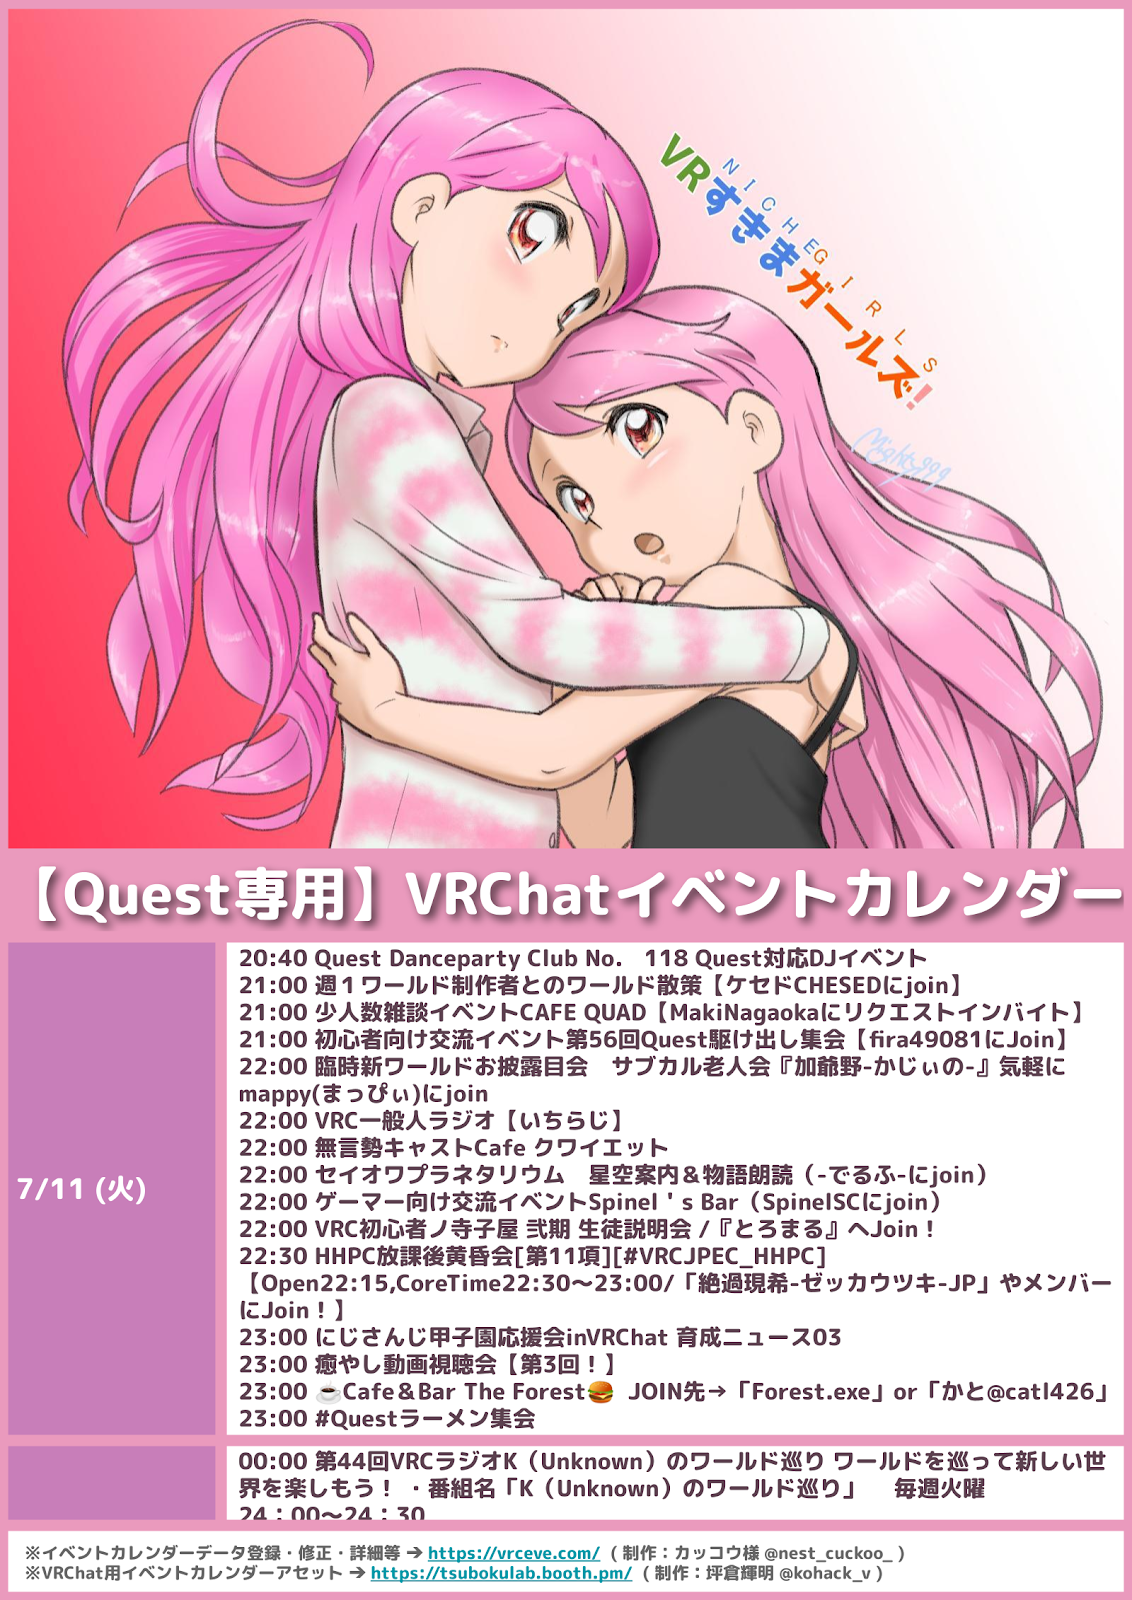 NICHE GIRLS
VRすきまガールズ!
Mighty999
【Quest専用】VRChatイベントカレンダー
7/11 (火)
20:40 Quest Danceparty Club No.　118 Quest対応DJイベント
21:00 週１ワールド制作者とのワールド散策【ケセドCHESEDにjoin】
21:00 少人数雑談イベントCAFE QUAD【MakiNagaokaにリクエストインバイト】
21:00 初心者向け交流イベント第56回Quest駆け出し集会【fira49081にJoin】
22:00 臨時新ワールドお披露目会　サブカル老人会『加爺野-かじぃの-』気軽に
mappy(まっぴぃ)にjoin
22:00 VRC一般人ラジオ【いちらじ】
22:00 無言勢キャストCafe クワイエット
22:00 セイオワプラネタリウム　星空案内＆物語朗読（-でるふ-にjoin）
22:00 ゲーマー向け交流イベントSpinel＇s Bar（SpinelSCにjoin）
22:00 VRC初心者ノ寺子屋 弐期 生徒説明会 /『とろまる』へJoin！
22:30 HHPC放課後黄昏会[第11項][#VRCJPEC_HHPC]
【Open22:15,CoreTime22:30〜23:00/「絶過現希-ゼッカウツキ-JP」やメンバー
にJoin！】
23:00 にじさんじ甲子園応援会inVRChat 育成ニュース03
23:00 癒やし動画視聴会【第3回！】
23:00 ☕Cafe＆Bar The Forest🍔 JOIN先→「Forest.exe」or「かと@catl426」
23:00 #Questラーメン集会
00:00 第44回VRCラジオK（Unknown）のワールド巡り ワールドを巡って新しい世
界を楽しもう！ ・番組名「K（Unknown）のワールド巡り」　毎週火曜
24：00〜24：30
※イベントカレンダーデータ登録・修正・詳細等 → https://vrceve.com/ （制作：カッコウ様 @nest_cuckoo_ ）
※VRChat用イベントカレンダーアセット → https://tsubokulab.booth.pm/ （制作：坪倉輝明 @kohack_v ）